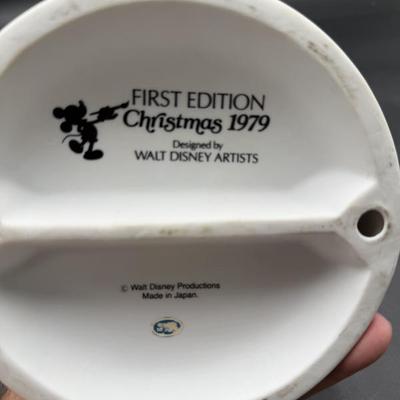 FIRST EDITION
Christmas 1979
Designed by
WALT DISNEY ARTISTS
© Walt Disney Productions
Made in Japan.